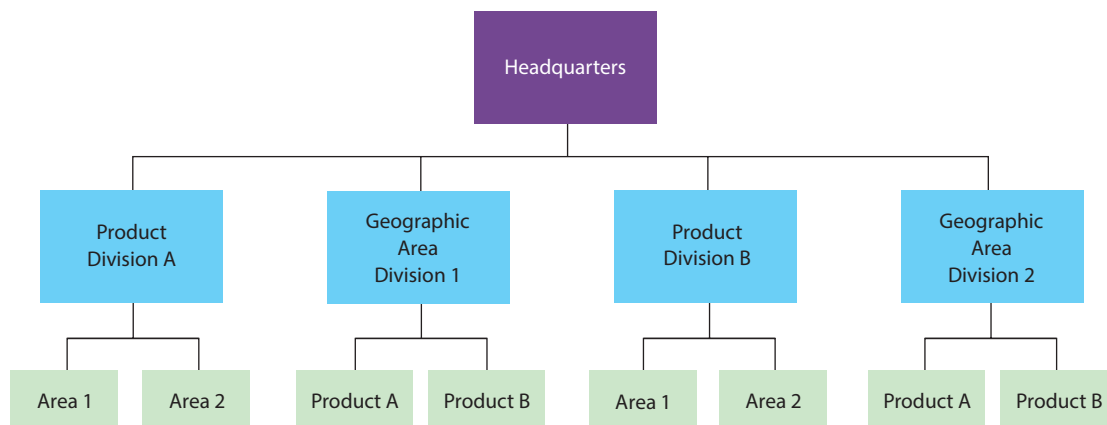 Headquarters
Product
Division A
Geographic
Area
Division 1
Product
Division B
Geographic
Area
Division 2
Area 1
Area 2
Product A
Product B
Area 1
Area 2
Product A
Product B